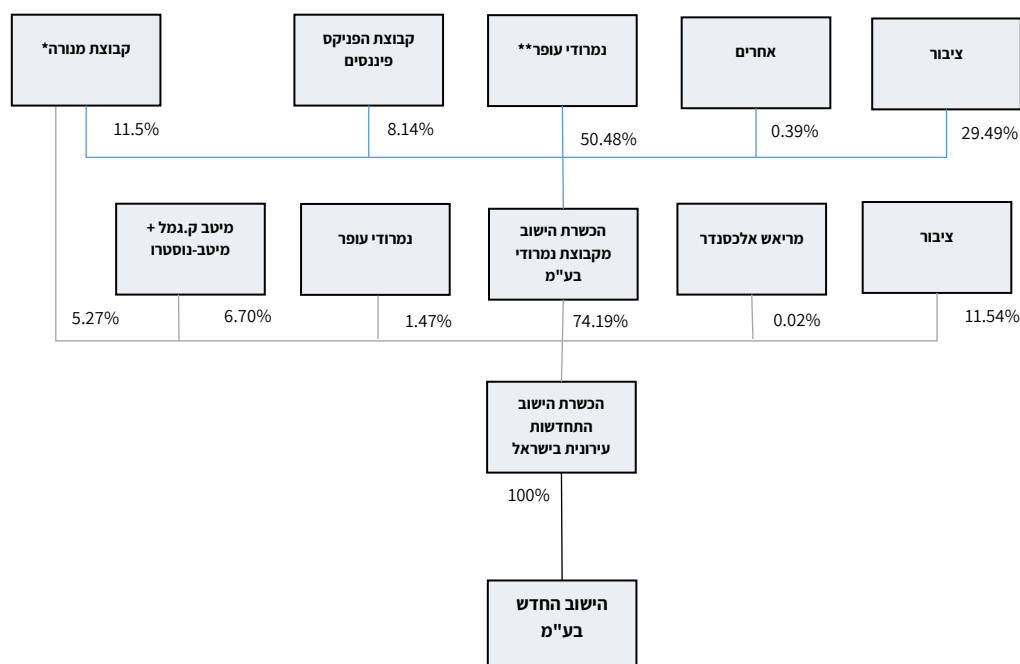 קבוצת מנורה*
קבוצת הפניקס
פיננסים
נמרודי עופר**
אחרים
ציבור
11.5%
8.14%
50.48%
0.39%
29.49%
מיטב ק.גמל +
מיטב-נוסטרו
נמרודי עופר
הכשרת הישוב
מקבוצת נמרודי
בע"מ
מריאש אלכסנדר
ציבור
5.27%
6.70%
1.47%
74.19%
0.02%
11.54%
הכשרת הישוב
התחדשות
עירונית בישראל
100%
הישוב החדש
בע"מ